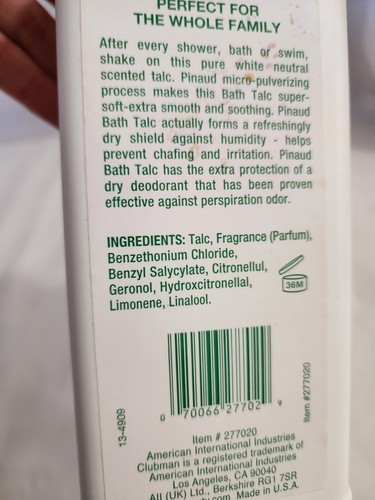 PERFECT FOR
THE WHOLE FAMILY
After every shower, bath or swim,
shake on this pure white neutral
scented talc. Pinaud micro-pulverizing
process makes this Bath Talc super-
soft-extra smooth and soothing. Pinaud
Bath Talc actually forms a refreshingly
dry shield against humidity - helps
prevent chafing and irritation. Pinaud
Bath Talc has the extra protection of a
dry deodorant that has been proven
effective against perspiration odor.
INGREDIENTS: Talc, Fragrance (Parfum),
Benzethonium Chloride,
Benzyl Salycylate, Citronellul,
Geronol, Hydroxcitronellal,
Limonene, Linalool.
36M
0 70066 27702 9
13-4909
Item #277020
Item # 277020
American International Industries
Clubman is a registered trademark of
American International Industries
Los Angeles, CA 90040
AII (UK) Ltd., Berkshire RG1 7SR
Made in U.S.A.